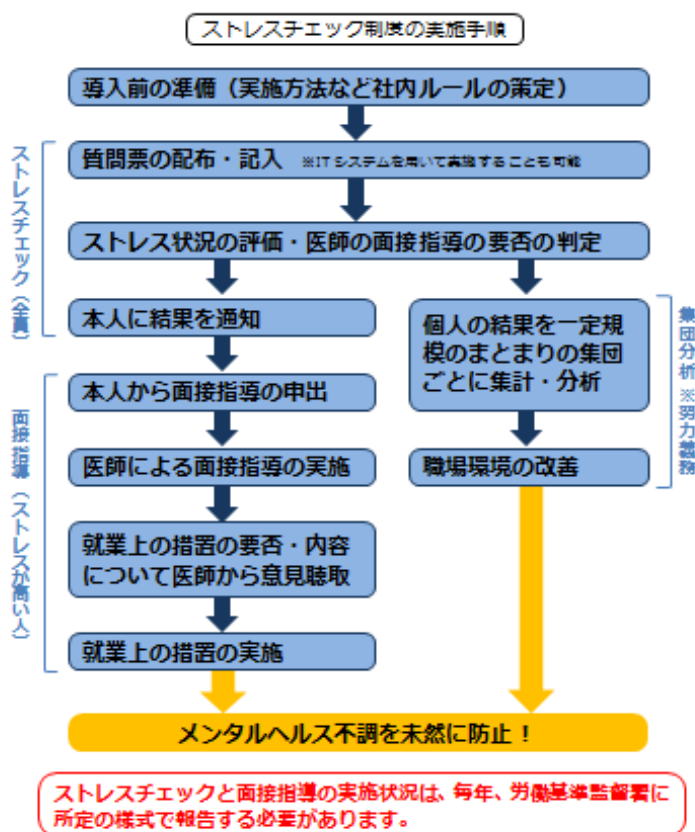 ストレスチェック制度の実施手順
導入前の準備（実施方法など社内ルールの策定）
ストレスチェック（全員）
質問票の配布・記入 ※ITシステムを用いて実施することも可能
ストレス状況の評価・医師の面接指導の要否の判定
本人に結果を通知
面接指導（ストレスが高い人）
本人から面接指導の申出
医師による面接指導の実施
就業上の措置の要否・内容
について医師から意見聴取
就業上の措置の実施
個人の結果を一定規
模のまとまりの集団
ごとに集計・分析
職場環境の改善
集団分析 ※努力義務
メンタルヘルス不調を未然に防止！
ストレスチェックと面接指導の実施状況は、毎年、労働基準監督署に
所定の様式で報告する必要があります。